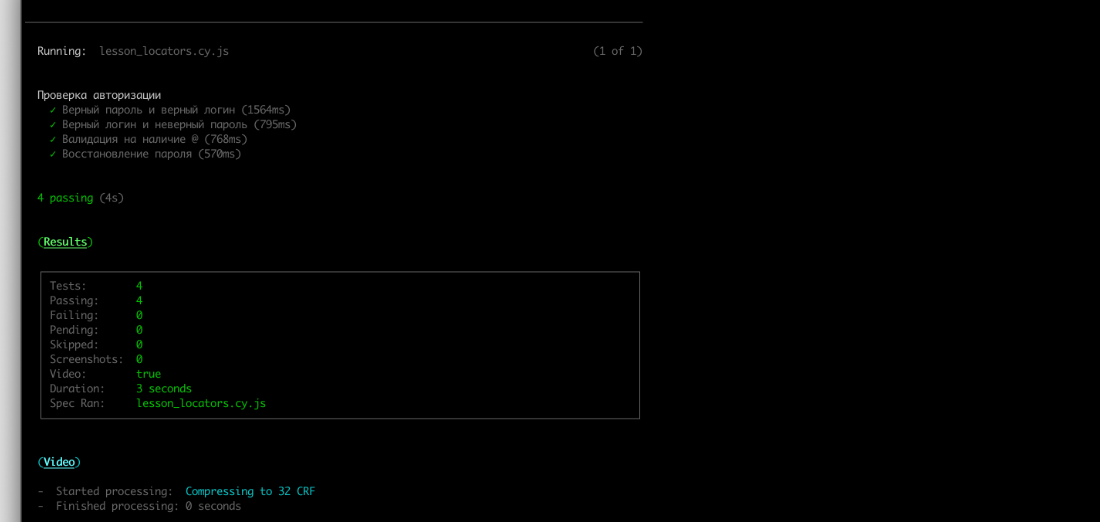 Running: lesson_locators.cy.js (1 of 1)
Проверка авторизации
✓ Верный пароль и верный логин (1564ms)
✓ Верный логин и неверный пароль (795ms)
✓ Валидация на наличие @ (768ms)
✓ Восстановление пароля (570ms)
4 passing (4s)
(Results)
Tests: 4
Passing: 4
Failing: 0
Pending: 0
Skipped: 0
Screenshots: 0
Video: true
Duration: 3 seconds
Spec Ran: lesson_locators.cy.js
(Video)
- Started processing: Compressing to 32 CRF
- Finished processing: 0 seconds